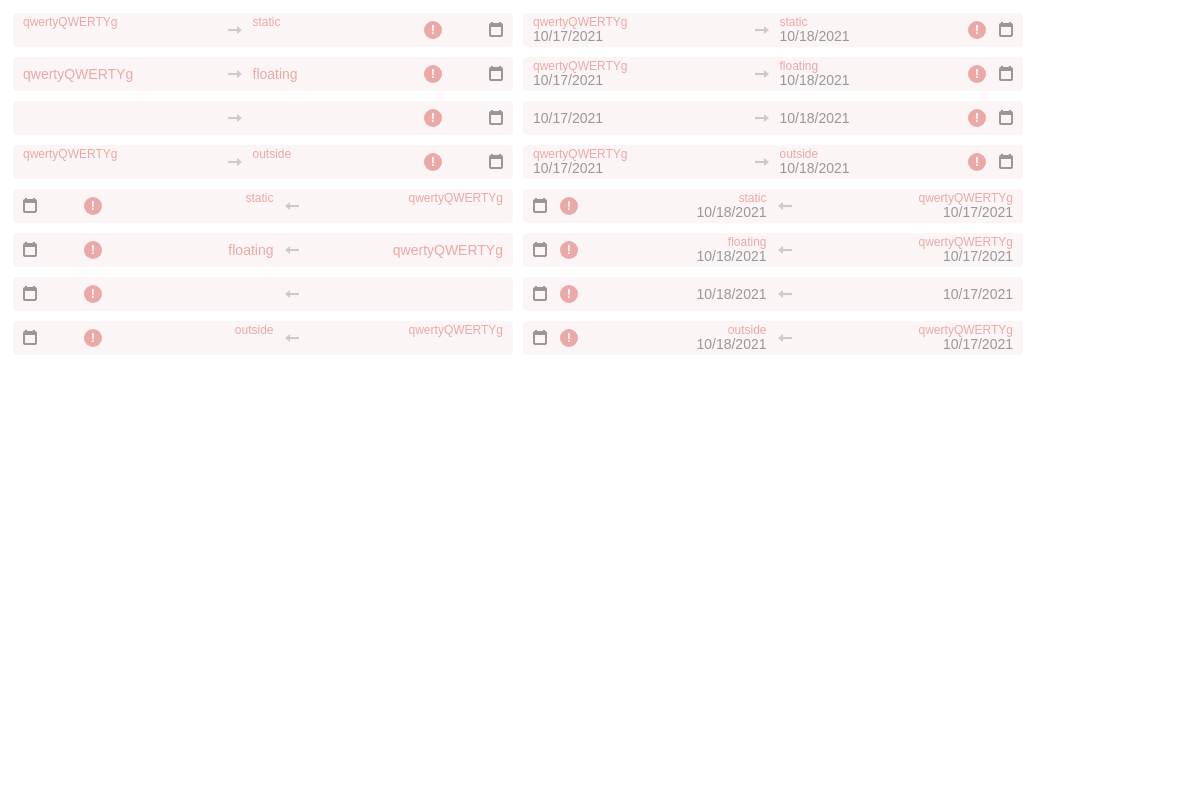 qwertyQWERTYg static !
qwertyQWERTYg static !
10/17/2021 10/18/2021
qwertyQWERTYg floating !
qwertyQWERTYg floating !
10/17/2021 10/18/2021
!
10/17/2021 10/18/2021 !
qwertyQWERTYg outside !
qwertyQWERTYg outside !
10/17/2021 10/18/2021
! static qwertyQWERTYg
! static qwertyQWERTYg
10/18/2021 10/17/2021
! floating qwertyQWERTYg
! floating qwertyQWERTYg
10/18/2021 10/17/2021
!
! 10/18/2021 10/17/2021
! outside qwertyQWERTYg
! outside qwertyQWERTYg
10/18/2021 10/17/2021